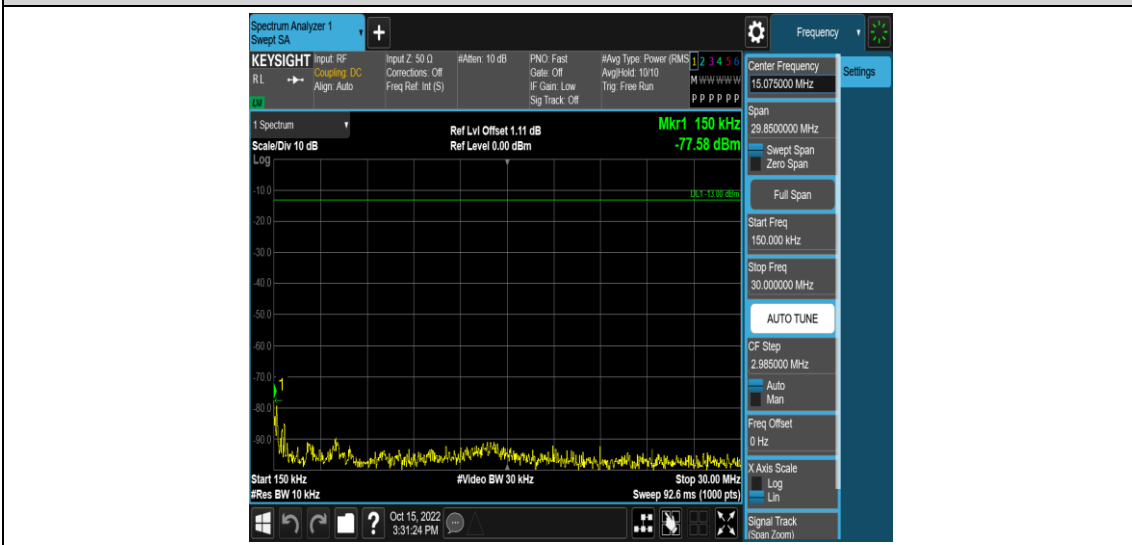 Spectrum Analyzer 1
Swept SA
+
Frequency
KEYSIGHT
RL
LW
Input: RF
Coupling: DC
Align: Auto
Input Z: 50 Ω
Corrections: Off
Freq Ref: Int (S)
#Atten: 10 dB
PNO: Fast
Gate: Off
IF Gain: Low
Sig Track: Off
#Avg Type: Power (RMS
Avg|Hold: 10/10
Trig: Free Run
1 2 3 4 5 6
M W W W W W
P P P P P P
1 Spectrum
Scale/Div 10 dB
Log
Ref Lvl Offset 1.11 dB
Ref Level 0.00 dBm
Mkr1 150 kHz
-77.58 dBm
DL1 -13.00 dBm
-10.0
-20.0
-30.0
-40.0
-50.0
-60.0
-70.0
1
-80.0
-90.0
Start 150 kHz
#Res BW 10 kHz
#Video BW 30 kHz
Stop 30.00 MHz
Sweep 92.6 ms (1000 pts)
?
Oct 15, 2022
3:31:24 PM
Center Frequency
15.075000 MHz
Span
29.8500000 MHz
Swept Span
Zero Span
Full Span
Start Freq
150.000 kHz
Stop Freq
30.000000 MHz
AUTO TUNE
CF Step
2.985000 MHz
Auto
Man
Freq Offset
0 Hz
X Axis Scale
Log
Lin
Signal Track
(Span Zoom)
Settings